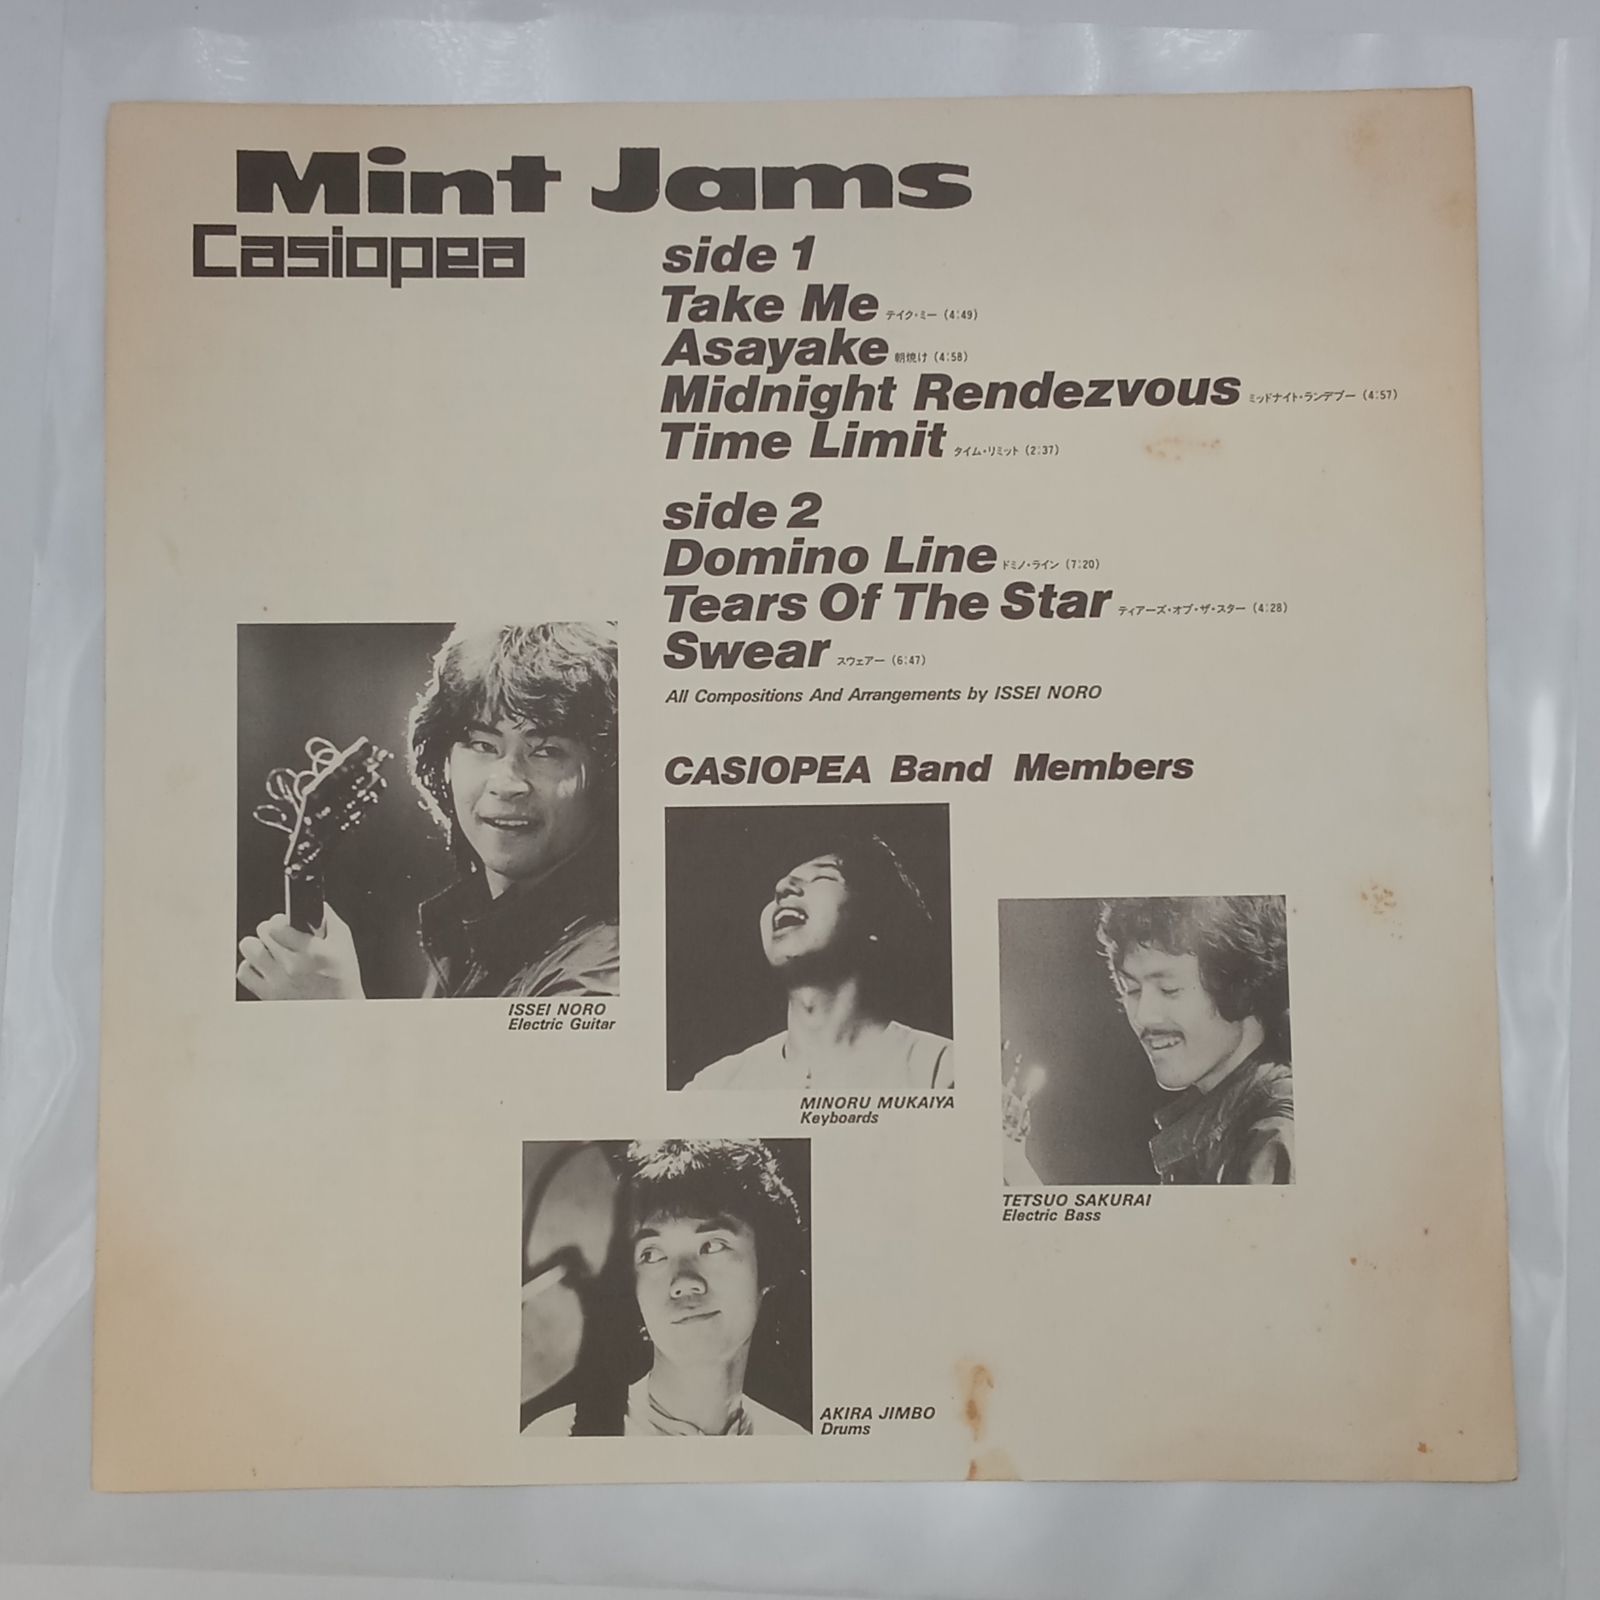 Mint Jams
Casiopea
side 1
Take Me テイク・ミー (4:49)
Asayake 朝焼け (4:58)
Midnight Rendezvous ミッドナイト・ランデブー (4:57)
Time Limit タイム・リミット (2:37)
side 2
Domino Line ドミノ・ライン (7:20)
Tears Of The Star ティアーズ・オブ・ザ・スター (4:28)
Swear スウェアー (6:47)
All Compositions And Arrangements by ISSEI NORO
CASIOPEA Band Members
ISSEI NORO
Electric Guitar
MINORU MUKAIYA
Keyboards
TETSUO SAKURAI
Electric Bass
AKIRA JIMBO
Drums